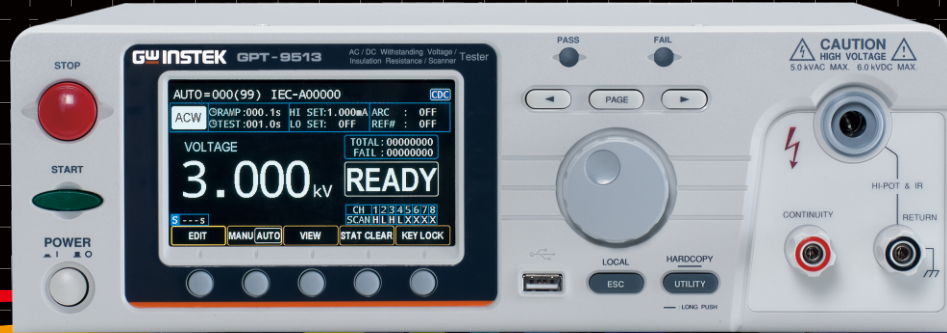 GW INSTEK GPT-9513
AC / DC Withstanding Voltage /
Insulation Resistance / Scanner Tester
STOP
START
POWER
I O
AUTO=000(99) IEC-A00000 CDC
ACW RAMP:000.1s HI SET:1.000mA ARC : OFF
TEST:001.0s LO SET: OFF REF# : OFF
VOLTAGE
TOTAL:00000000
FAIL :00000000
3.000kV READY
CH 12345678
SCAN HLHLXXXX
S ---s
EDIT MANU AUTO VIEW STAT CLEAR KEY LOCK
PASS FAIL
PAGE
LOCAL HARDCOPY
ESC UTILITY
:LONG PUSH
CAUTION
HIGH VOLTAGE
5.0 kVAC MAX. 6.0 kVDC MAX.
HI-POT & IR
CONTINUITY RETURN